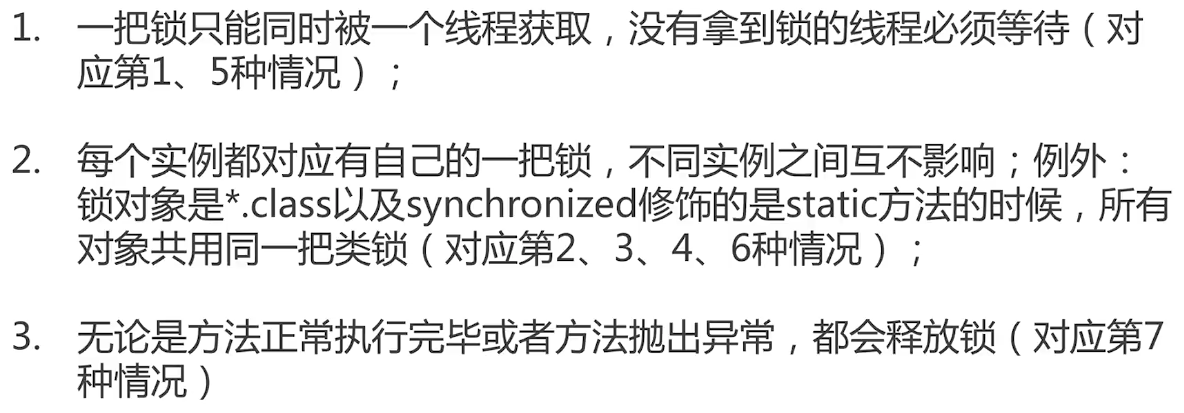 1. 一把锁只能同时被一个线程获取，没有拿到锁的线程必须等待（对
应第1、5种情况）；
2. 每个实例都对应有自己的一把锁，不同实例之间互不影响；例外：
锁对象是*.class以及synchronized修饰的是static方法的时候，所有
对象共用同一把类锁（对应第2、3、4、6种情况）；
3. 无论是方法正常执行完毕或者方法抛出异常，都会释放锁（对应第7
种情况）